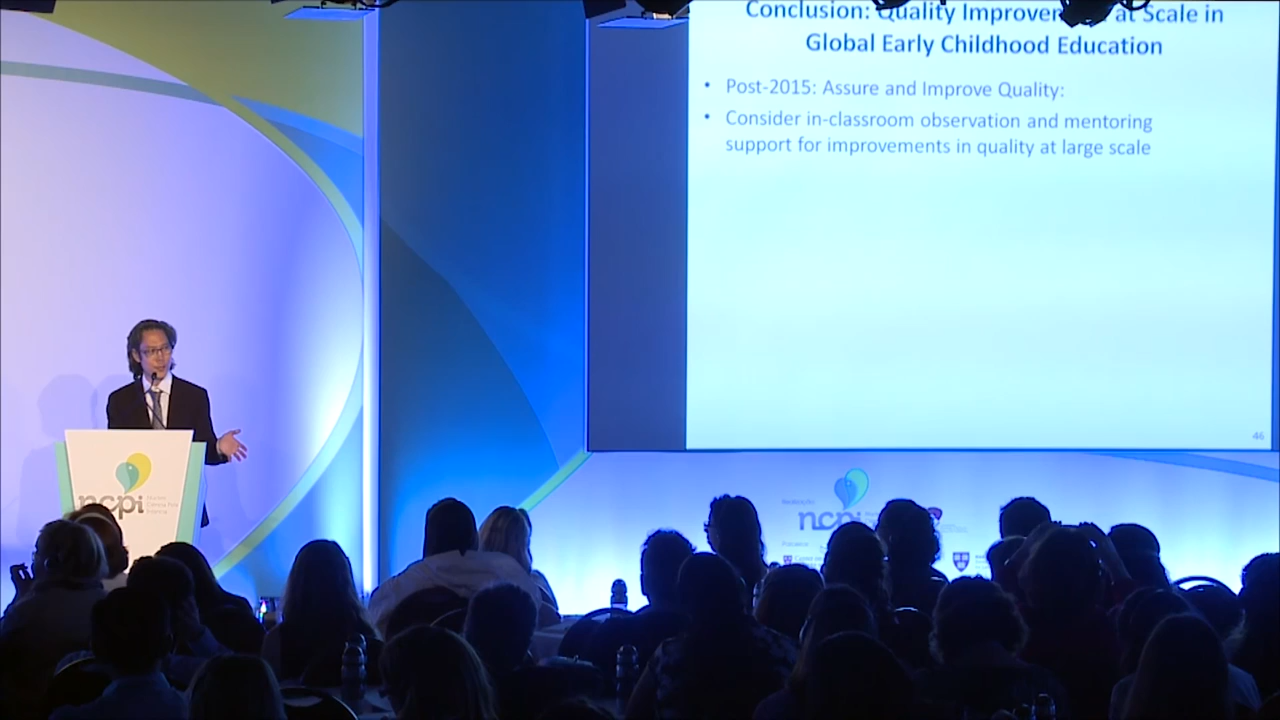 Conclusion: Quality Improvem at Scale in
Global Early Childhood Education
• Post-2015: Assure and Improve Quality:
• Consider in-classroom observation and mentoring
support for improvements in quality at large scale
46
ncpi
ncpi